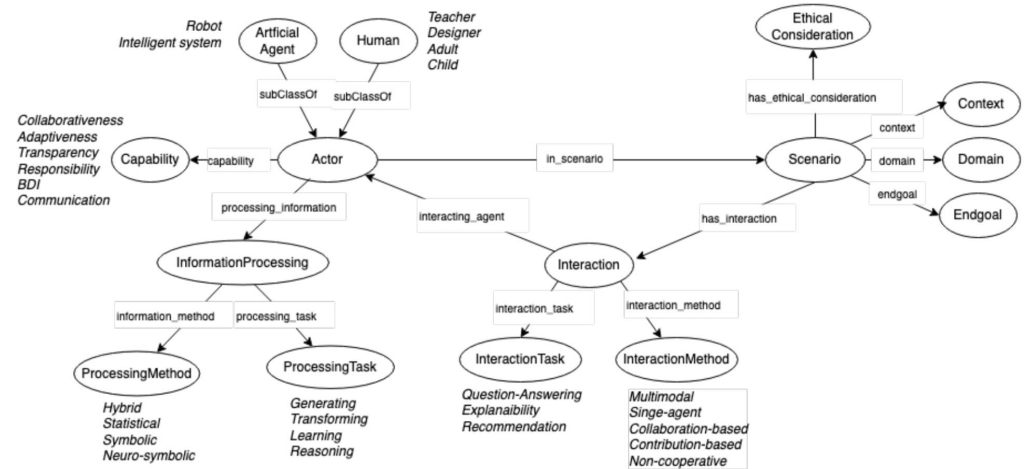 Robot
Intelligent system
Artficial
Agent
Human
Teacher
Designer
Adult
Child
Ethical
Consideration
subClassOf
subClassOf
has_ethical_consideration
Context
context
Collaborativeness
Adaptiveness
Transparency
Responsibility
BDI
Communication
Capability
capability
Actor
in_scenario
Scenario
domain
Domain
endgoal
Endgoal
processing_information
interacting_agent
has_interaction
InformationProcessing
Interaction
information_method
processing_task
interaction_task
interaction_method
ProcessingMethod
ProcessingTask
InteractionTask
InteractionMethod
Hybrid
Statistical
Symbolic
Neuro-symbolic
Generating
Transforming
Learning
Reasoning
Question-Answering
Explanaibility
Recommendation
Multimodal
Singe-agent
Collaboration-based
Contribution-based
Non-cooperative